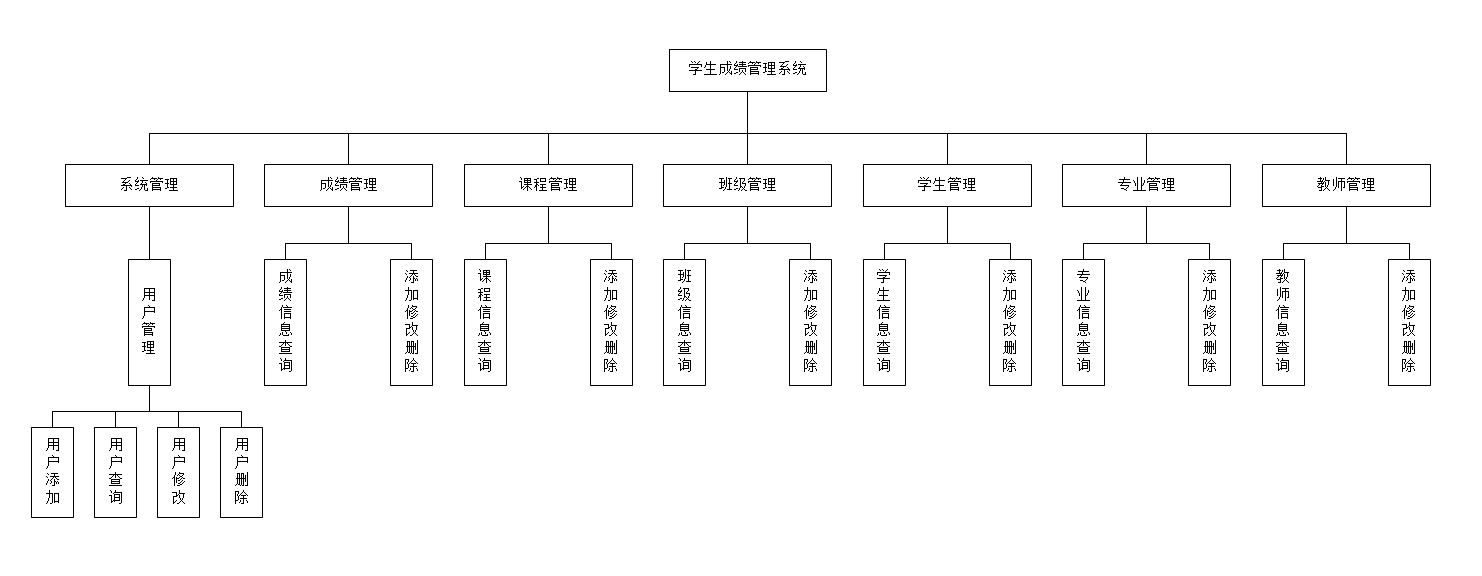 学生成绩管理系统
系统管理
成绩管理
课程管理
班级管理
学生管理
专业管理
教师管理
用户管理
成绩信息查询
添加修改删除
课程信息查询
添加修改删除
班级信息查询
添加修改删除
学生信息查询
添加修改删除
专业信息查询
添加修改删除
教师信息查询
添加修改删除
用户添加
用户查询
用户修改
用户删除